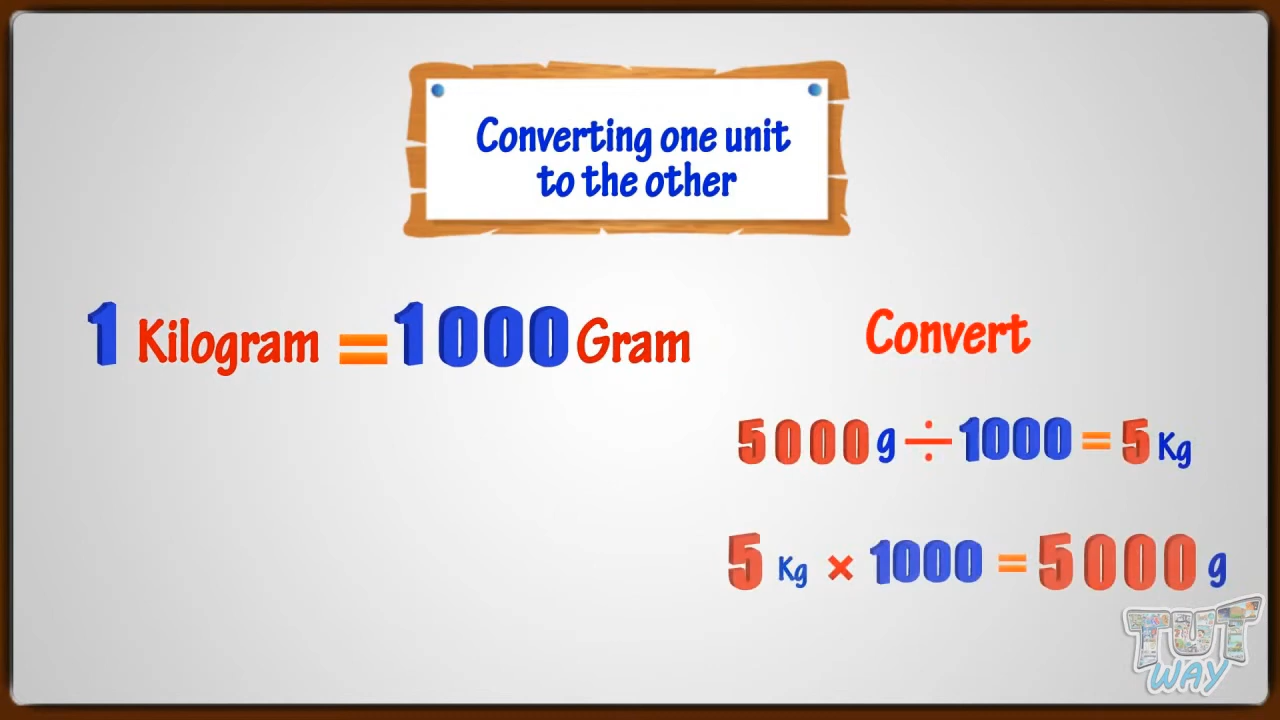 Converting one unit
to the other
1 Kilogram = 1000 Gram
Convert
5000 g ÷ 1000 = 5 Kg
5 Kg × 1000 = 5000 g
TUT
WAY